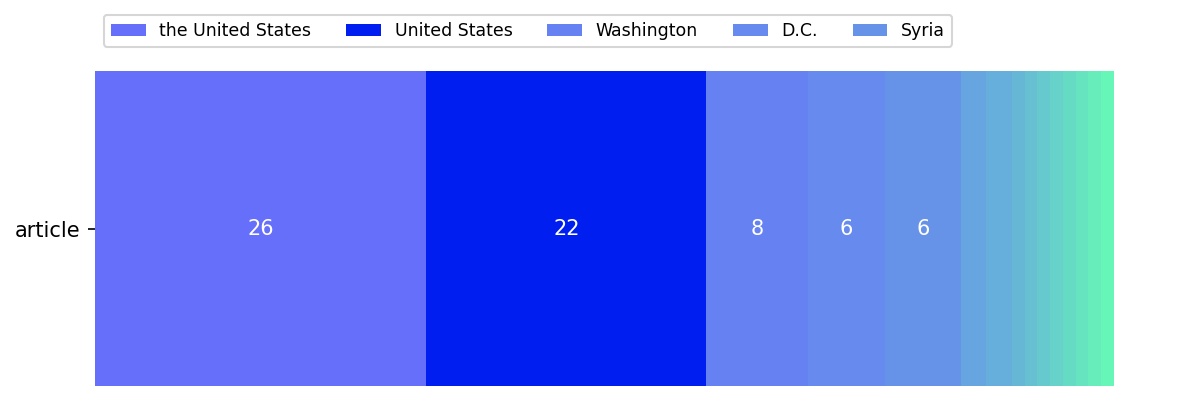 the United States United States Washington D.C. Syria
article 26 22 8 6 6